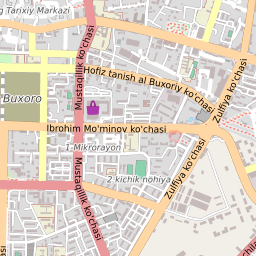 g Tarixiy Markazi
Mustaqillik ko'chasi
Hofiz tanish al Buxoriy ko'chasi
Zulfiya ko'chasi
Buxoro
Ibrohim Mo'minov ko'chasi
1-Mikrorayon
Mustaqillik ko'chasi
2 kichik nohiya
Zulfiya ko'chasi